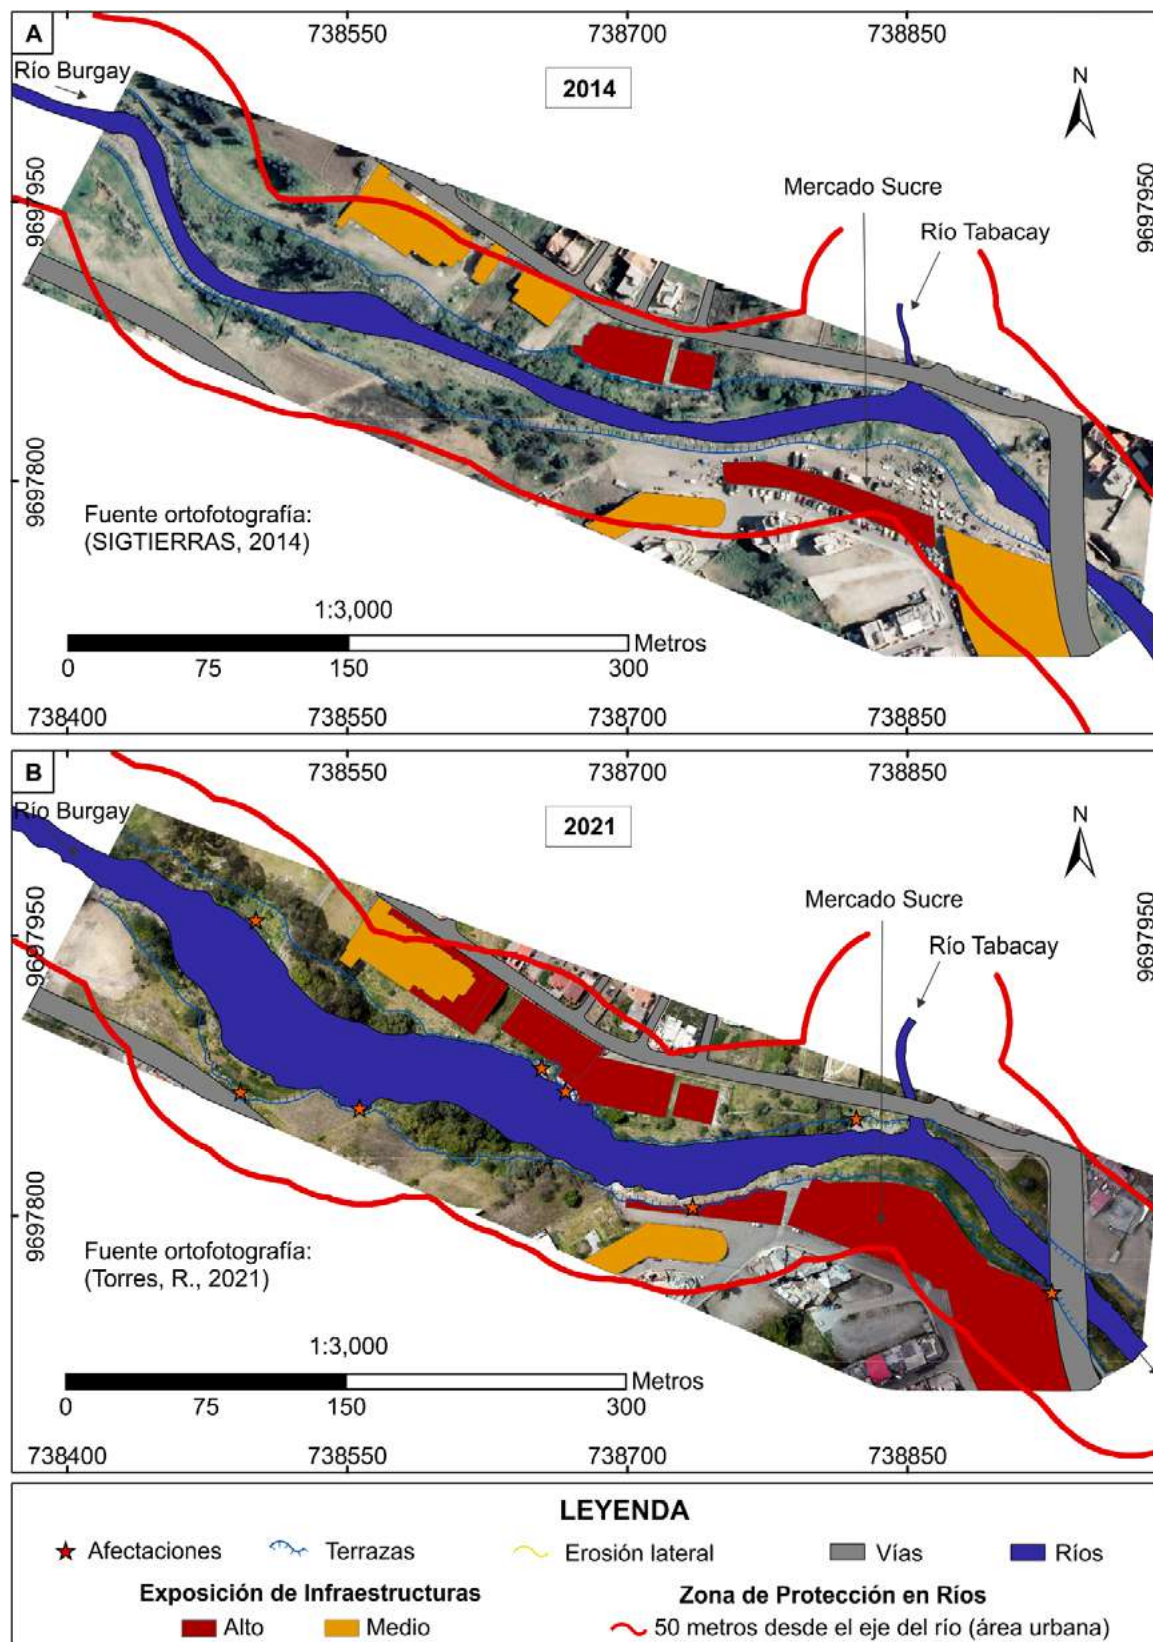 A
738550
738700
738850
Río Burgay
2014
N
9697950
Mercado Sucre
9697950
Río Tabacay
9697800
Fuente ortofotografía:
(SIGTIERRAS, 2014)
1:3,000
Metros
0
75
150
300
738400
738550
738700
738850
B
738550
738700
738850
Río Burgay
2021
N
9697950
Mercado Sucre
9697950
Río Tabacay
9697800
Fuente ortofotografía:
(Torres, R., 2021)
1:3,000
Metros
0
75
150
300
738400
738550
738700
738850
LEYENDA
Afectaciones
Terrazas
Erosión lateral
Vías
Ríos
Exposición de Infraestructuras
Zona de Protección en Ríos
Alto
Medio
50 metros desde el eje del río (área urbana)